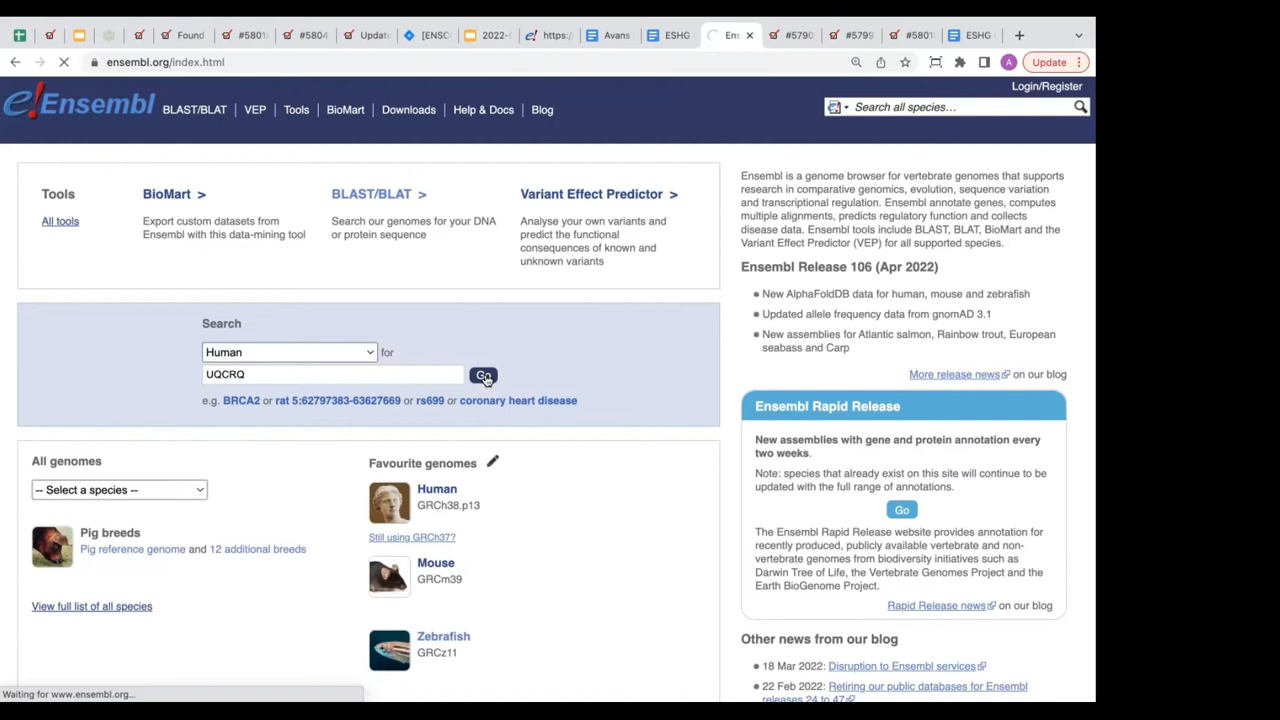 Found
#5801
#5804
Update
[ENSC
2022-
https:
Avans
ESHG
Ens
#5790
#5799
#5801
ESHG
ensembl.org/index.html
A
Update
Login/Register
e!Ensembl
BLAST/BLAT
VEP
Tools
BioMart
Downloads
Help & Docs
Blog
Search all species…
Tools
All tools
BioMart >
Export custom datasets from
Ensembl with this data-mining tool
BLAST/BLAT >
Search our genomes for your DNA
or protein sequence
Variant Effect Predictor >
Analyse your own variants and
predict the functional
consequences of known and
unknown variants
Search
Human for
UQCRQ
Go
e.g. BRCA2 or rat 5:62797383-63627669 or rs699 or coronary heart disease
All genomes
-- Select a species --
Pig breeds
Pig reference genome and 12 additional breeds
View full list of all species
Favourite genomes
Human
GRCh38.p13
Still using GRCh37?
Mouse
GRCm39
Zebrafish
GRCz11
Ensembl is a genome browser for vertebrate genomes that supports
research in comparative genomics, evolution, sequence variation
and transcriptional regulation. Ensembl annotate genes, computes
multiple alignments, predicts regulatory function and collects
disease data. Ensembl tools include BLAST, BLAT, BioMart and the
Variant Effect Predictor (VEP) for all supported species.
Ensembl Release 106 (Apr 2022)
New AlphaFoldDB data for human, mouse and zebrafish
Updated allele frequency data from gnomAD 3.1
New assemblies for Atlantic salmon, Rainbow trout, European
seabass and Carp
More release news on our blog
Ensembl Rapid Release
New assemblies with gene and protein annotation every
two weeks.
Note: species that already exist on this site will continue to be
updated with the full range of annotations.
Go
The Ensembl Rapid Release website provides annotation for
recently produced, publicly available vertebrate and non-
vertebrate genomes from biodiversity initiatives such as
Darwin Tree of Life, the Vertebrate Genomes Project and the
Earth BioGenome Project.
Rapid Release news on our blog
Other news from our blog
18 Mar 2022: Disruption to Ensembl services
22 Feb 2022: Retiring our public databases for Ensembl
releases 24 to 47
Waiting for www.ensembl.org...